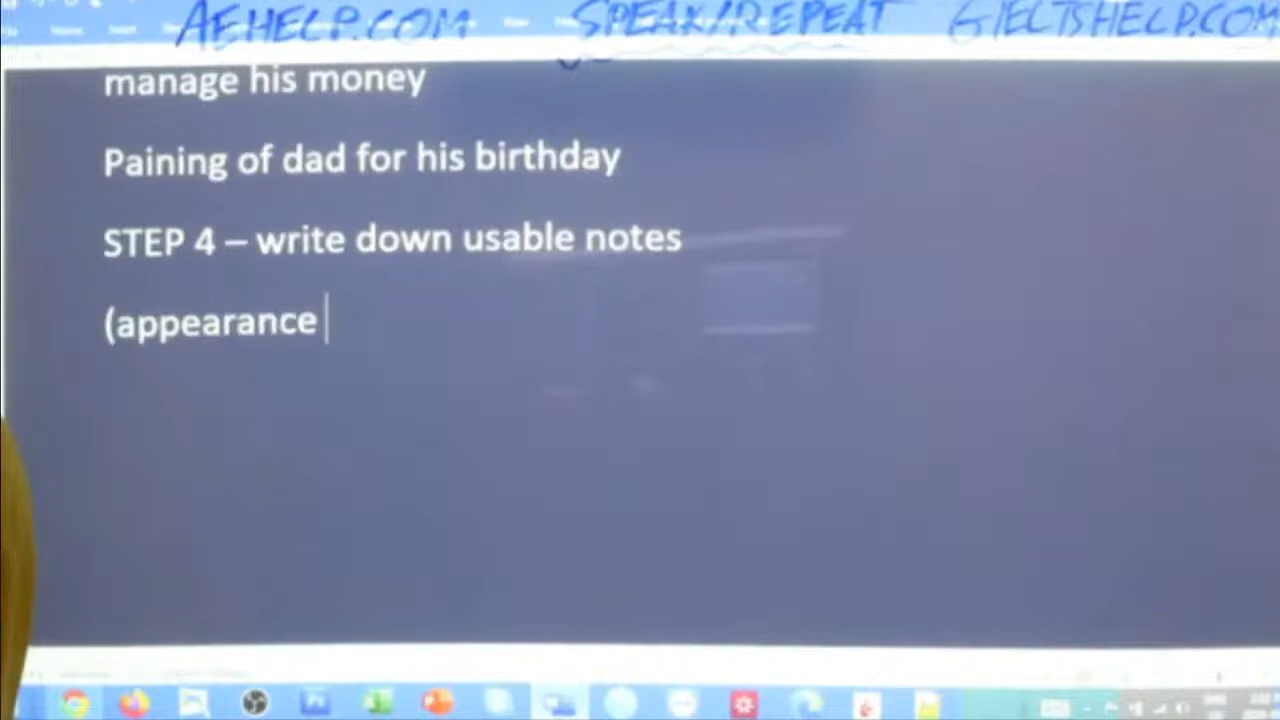 AEHELP.COM SPEAK/REPEAT GIELTSHELP.COM
manage his money
Paining of dad for his birthday
STEP 4 – write down usable notes
(appearance